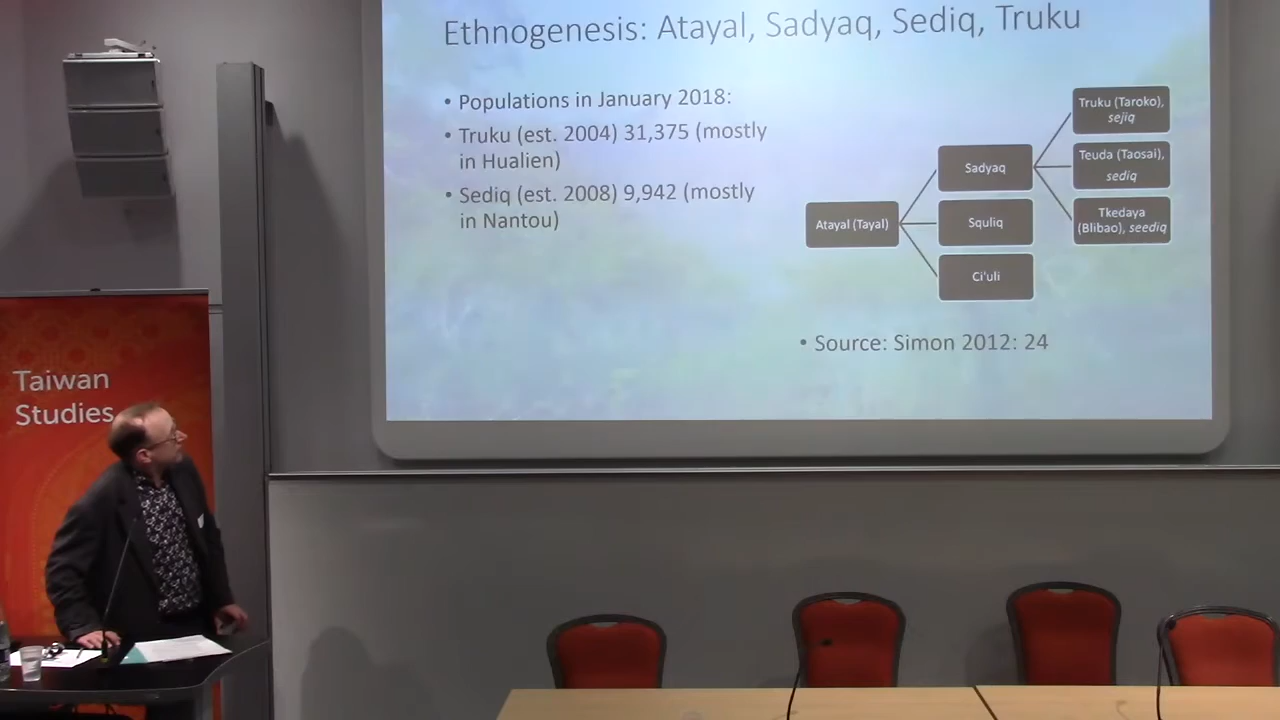 Ethnogenesis: Atayal, Sadyaq, Sediq, Truku
• Populations in January 2018:
• Truku (est. 2004) 31,375 (mostly
in Hualien)
• Sediq (est. 2008) 9,942 (mostly
in Nantou)
Atayal (Tayal)
Sadyaq
Squliq
Ci'uli
Truku (Taroko),
sejiq
Teuda (Taosai),
sediq
Tkedaya
(Blibao), seediq
• Source: Simon 2012: 24
Taiwan
Studies